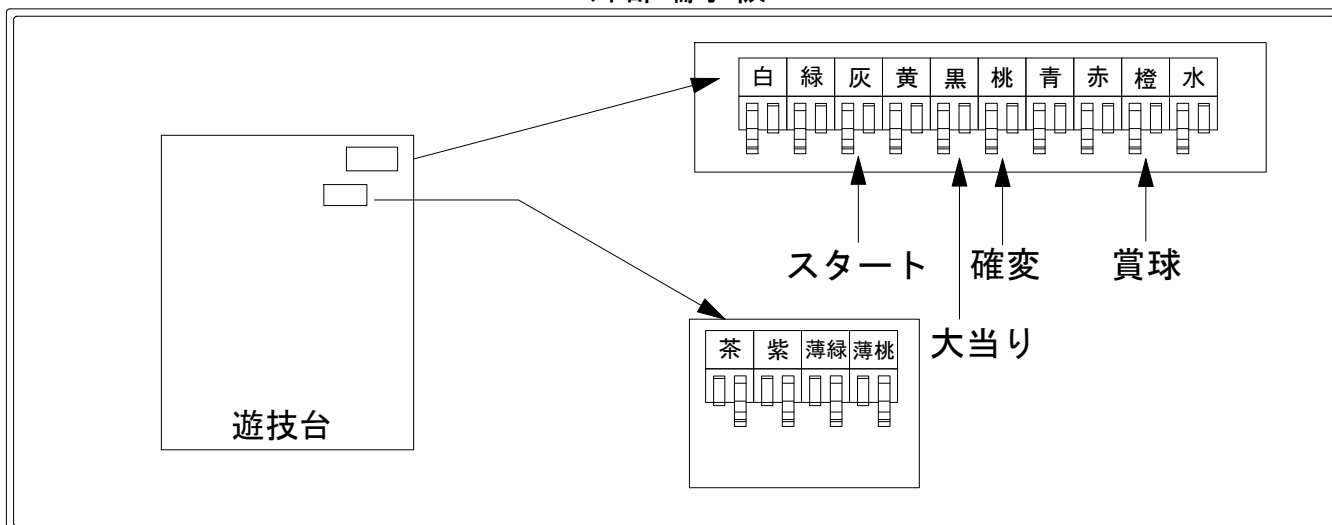 白 緑 灰 黄 黒 桃 青 赤 橙 水
スタート 確変 賞球
大当り
茶 紫 薄緑 薄桃
遊技台